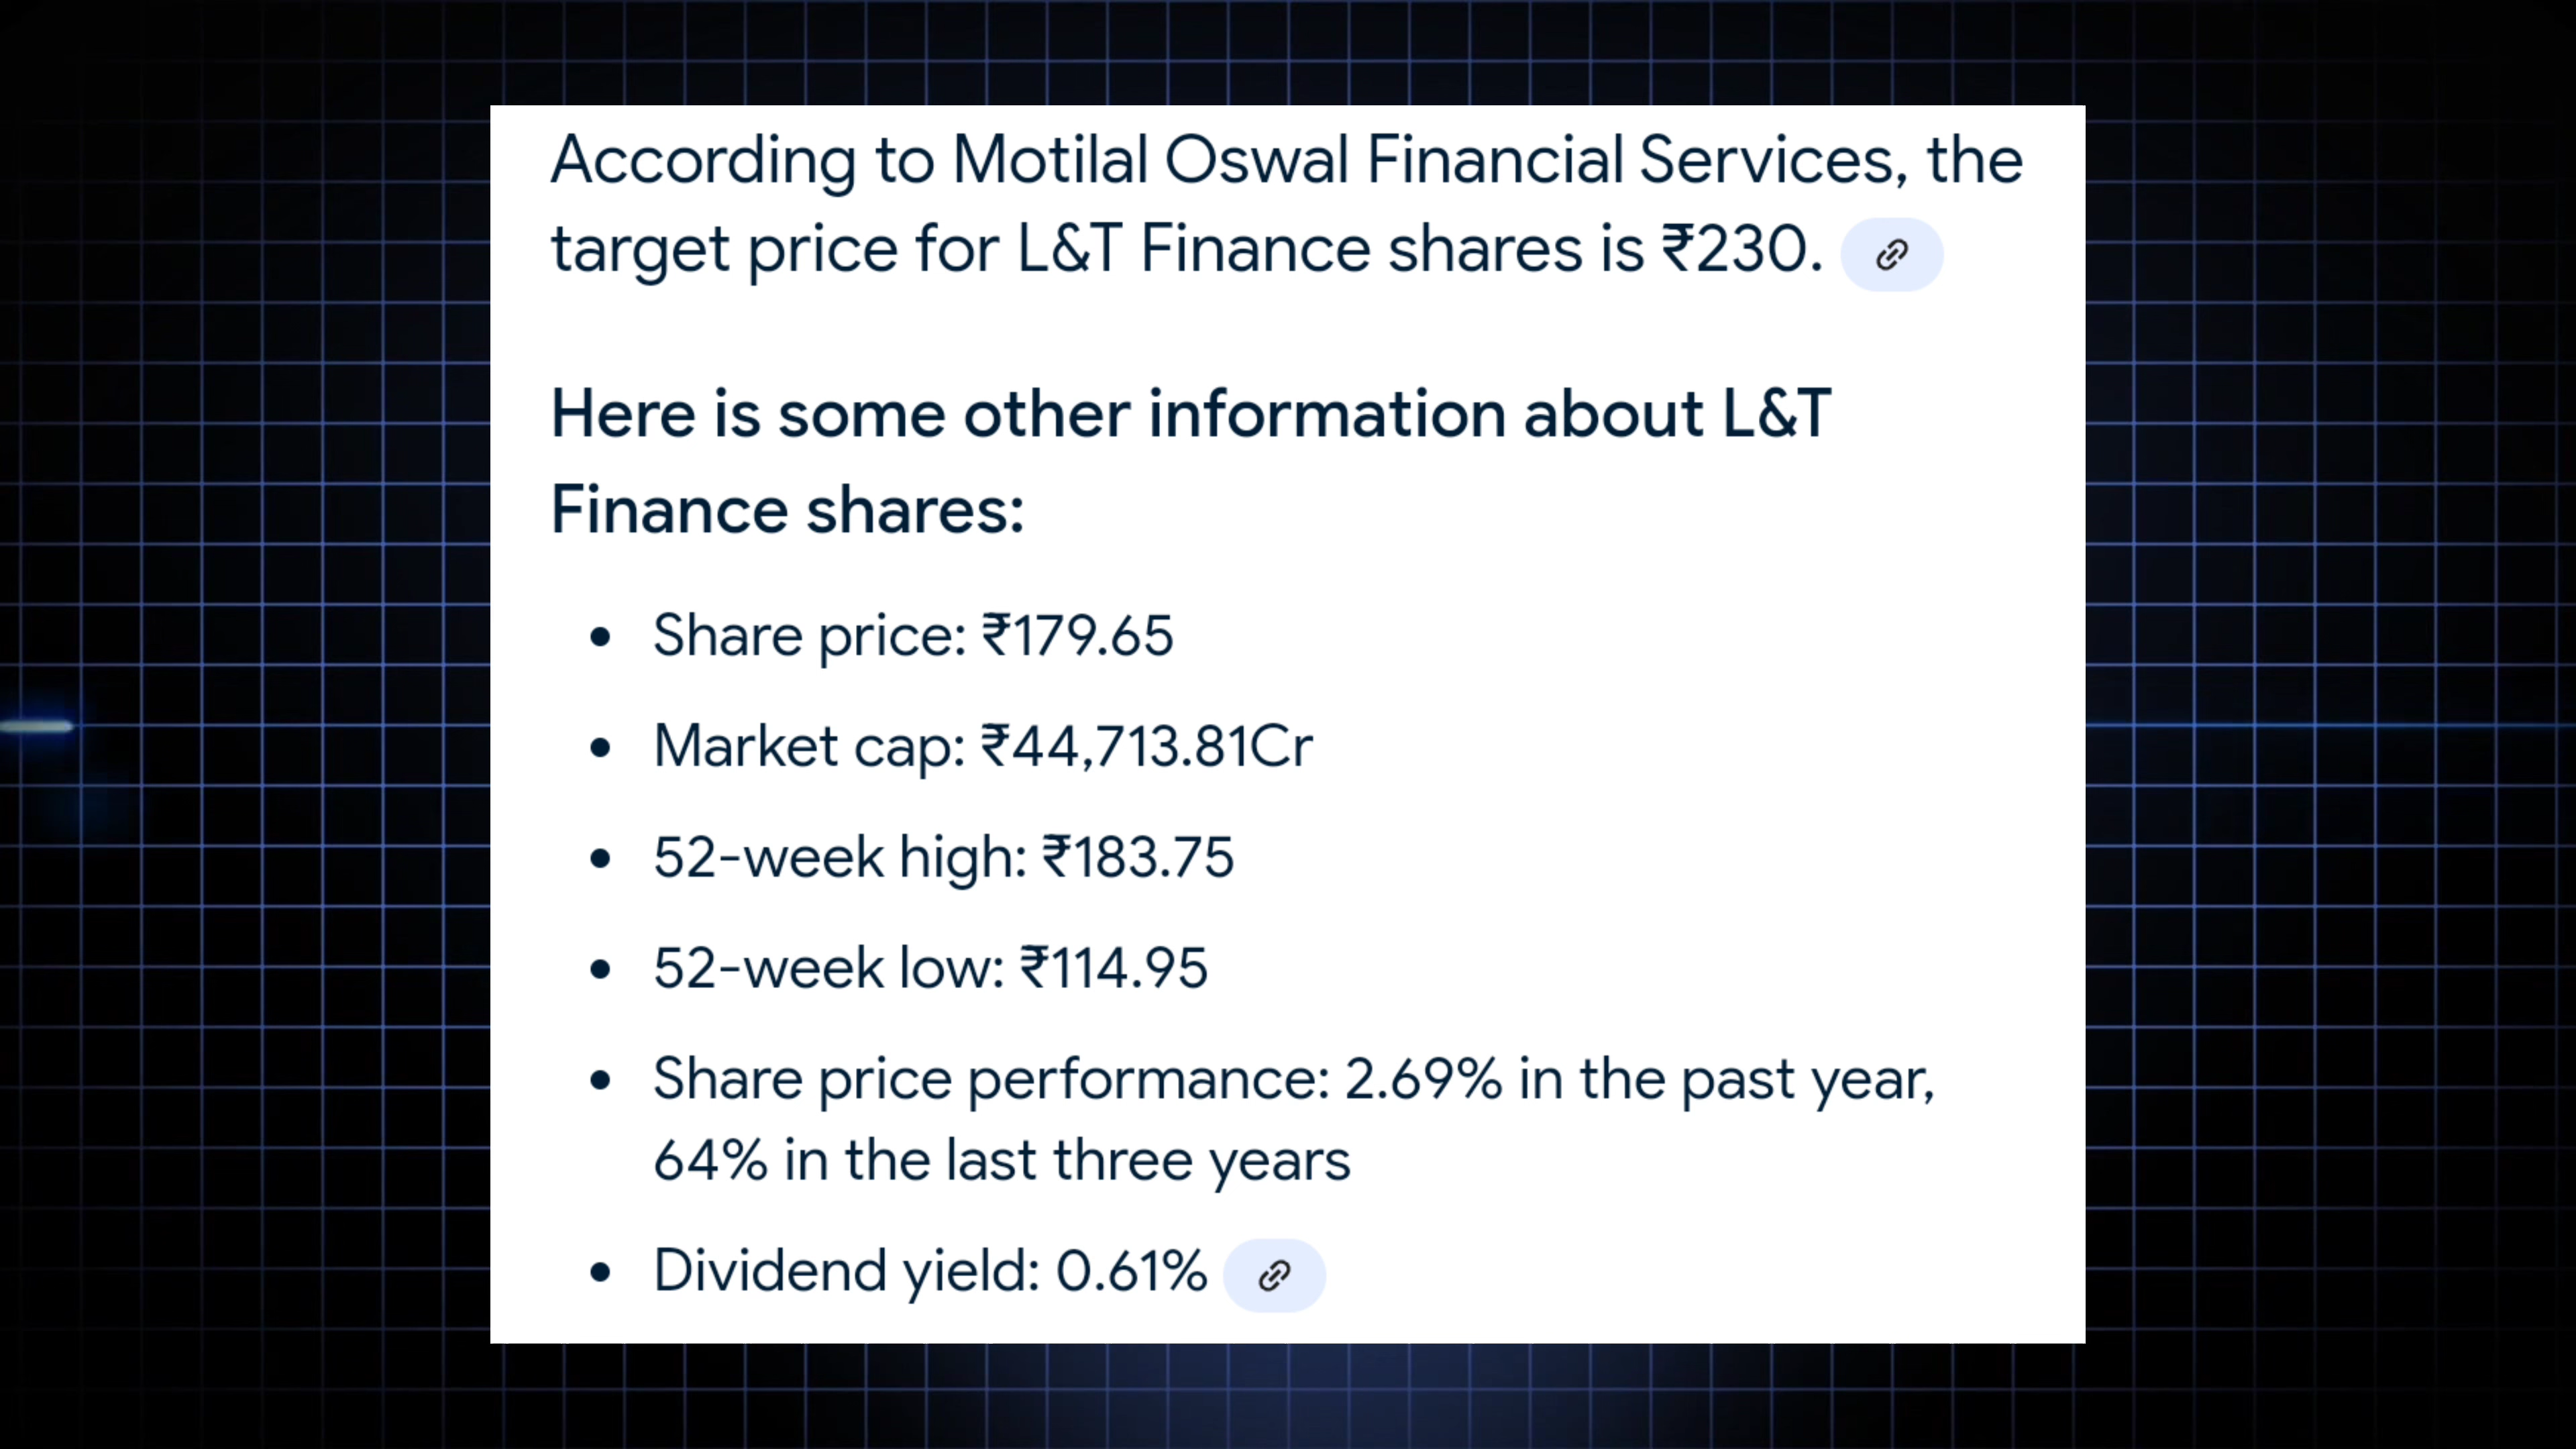 According to Motilal Oswal Financial Services, the
target price for L&T Finance shares is ₹230.
Here is some other information about L&T
Finance shares:
• Share price: ₹179.65
• Market cap: ₹44,713.81Cr
• 52-week high: ₹183.75
• 52-week low: ₹114.95
• Share price performance: 2.69% in the past year,
64% in the last three years
• Dividend yield: 0.61%